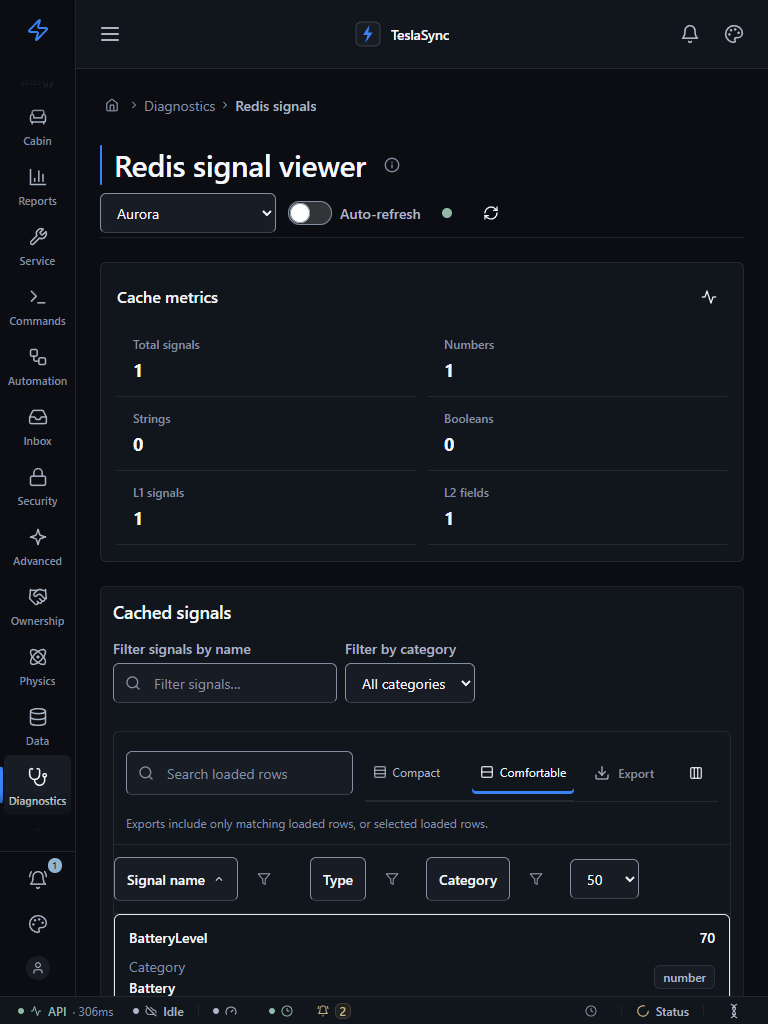 TeslaSync
Energy
Cabin
Reports
Service
Commands
Automation
Inbox
Security
Advanced
Ownership
Physics
Data
Diagnostics
1
Diagnostics > Redis signals
Redis signal viewer
Aurora
Auto-refresh
Cache metrics
Total signals
1
Numbers
1
Strings
0
Booleans
0
L1 signals
1
L2 fields
1
Cached signals
Filter signals by name
Filter signals...
Filter by category
All categories
Search loaded rows
Compact
Comfortable
Export
Exports include only matching loaded rows, or selected loaded rows.
Signal name
Type
Category
50
BatteryLevel
70
Category
Battery
number
API · 306ms
Idle
2
Status